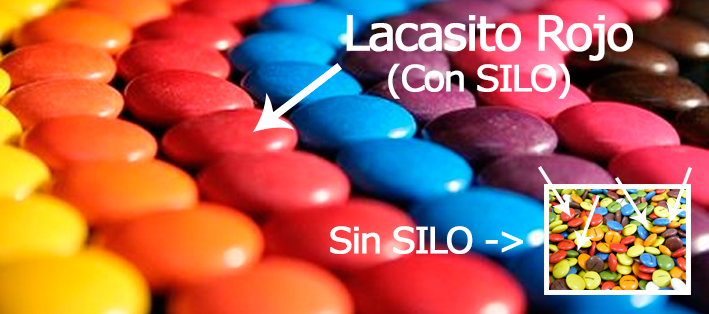 Lacasito Rojo
(Con SILO)
Sin SILO ->